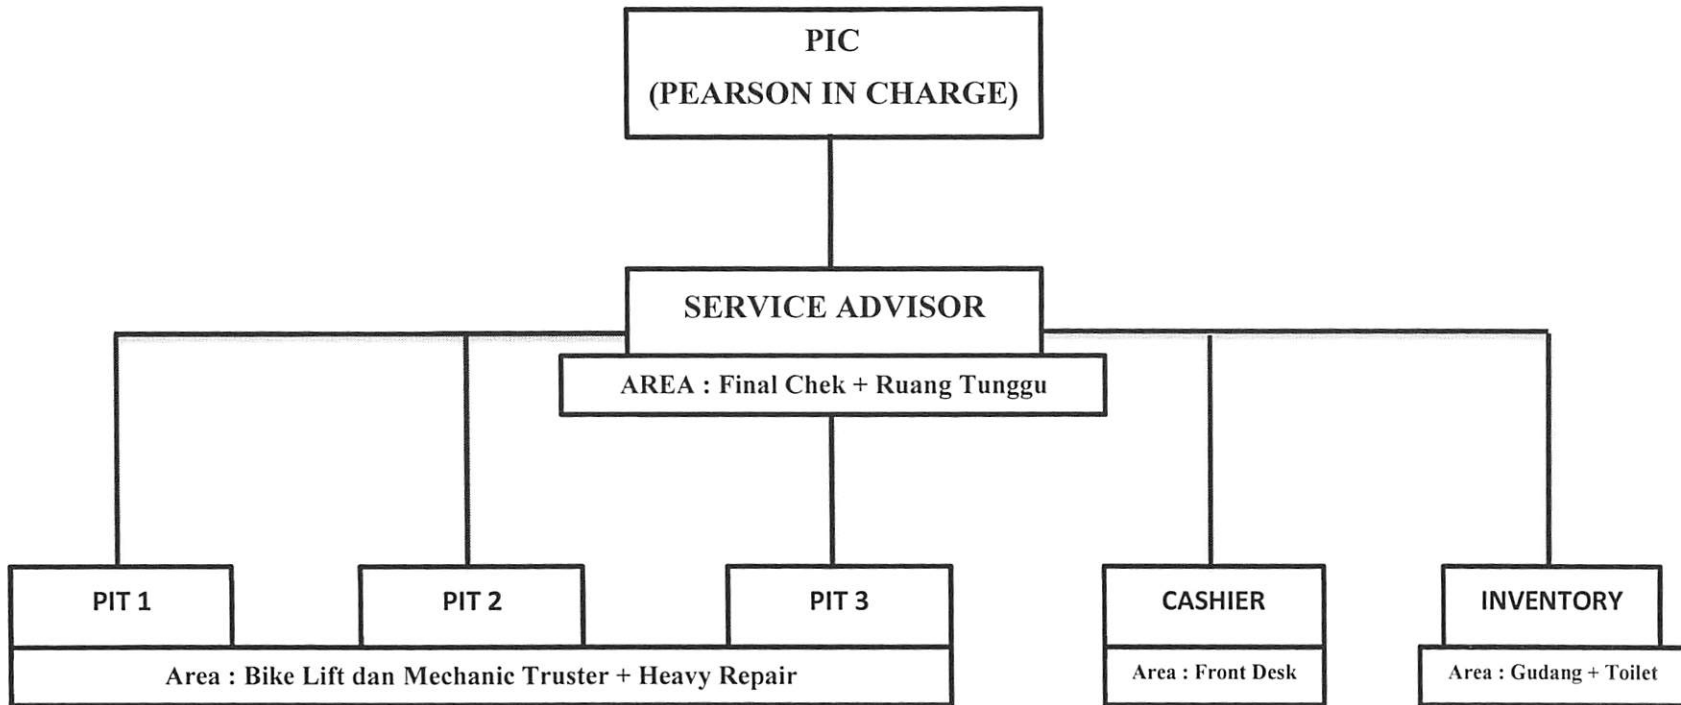 PIC
(PEARSON IN CHARGE)
SERVICE ADVISOR
AREA : Final Chek + Ruang Tunggu
PIT 1
PIT 2
PIT 3
CASHIER
INVENTORY
Area : Bike Lift dan Mechanic Truster + Heavy Repair
Area : Front Desk
Area : Gudang + Toilet